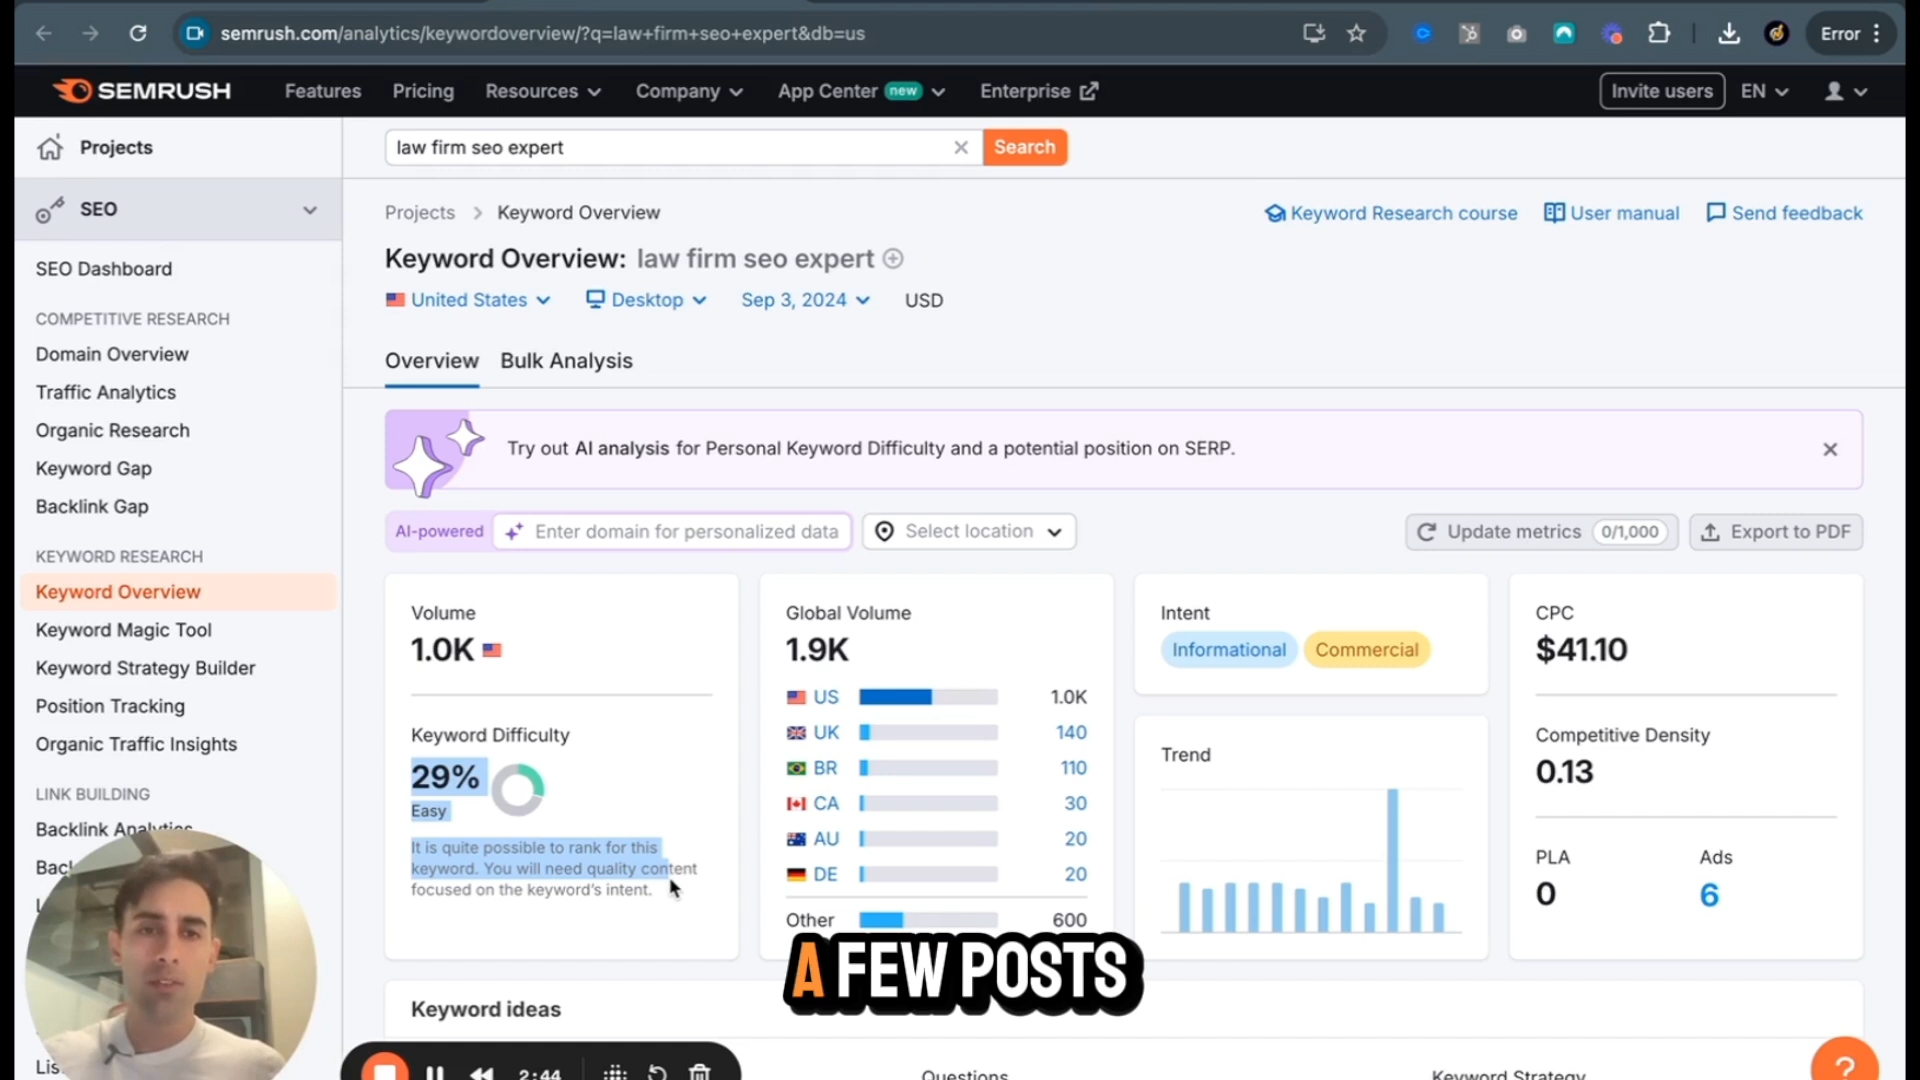 semrush.com/analytics/keywordoverview/?q=law+firm+seo+expert&db=us
Error
SEMRUSH
Features
Pricing
Resources
Company
App Center new
Enterprise
Invite users
EN
Projects
law firm seo expert
Search
SEO
Projects > Keyword Overview
Keyword Research course
User manual
Send feedback
Keyword Overview: law firm seo expert
United States
Desktop
Sep 3, 2024
USD
Overview
Bulk Analysis
SEO Dashboard
COMPETITIVE RESEARCH
Domain Overview
Traffic Analytics
Organic Research
Keyword Gap
Backlink Gap
KEYWORD RESEARCH
Keyword Overview
Keyword Magic Tool
Keyword Strategy Builder
Position Tracking
Organic Traffic Insights
LINK BUILDING
Backlink Analytics
Try out AI analysis for Personal Keyword Difficulty and a potential position on SERP.
AI-powered
Enter domain for personalized data
Select location
Update metrics 0/1,000
Export to PDF
Volume
1.0K
Keyword Difficulty
29%
Easy
It is quite possible to rank for this
keyword. You will need quality content
focused on the keyword's intent.
Global Volume
1.9K
US 1.0K
UK 140
BR 110
CA 30
AU 20
DE 20
Other 600
Intent
Informational
Commercial
Trend
CPC
$41.10
Competitive Density
0.13
PLA
0
Ads
6
A FEW POSTS
Keyword ideas
Questions
Keyword Strategy
2:44
?